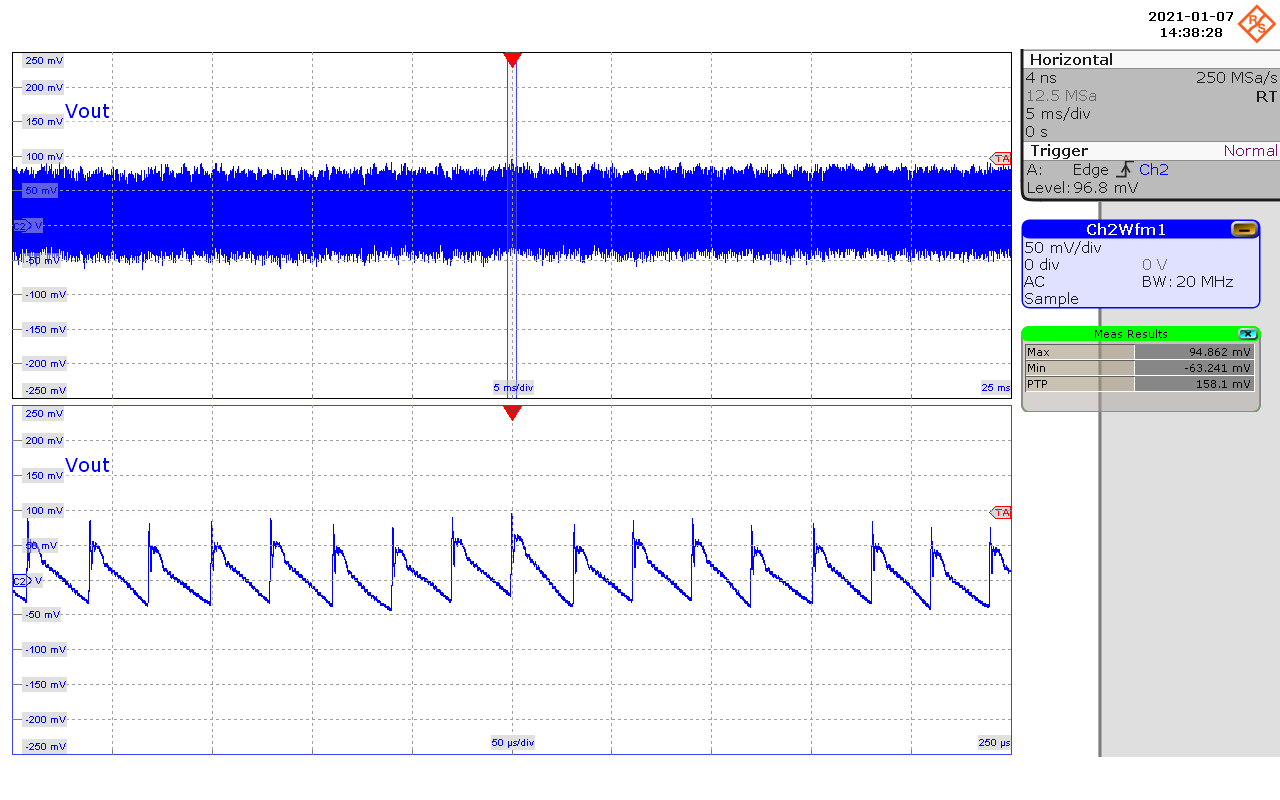 2021-01-07
14:38:28
R S
250 mV
200 mV
Vout
150 mV
100 mV
TA
50 mV
C2 0 V
-50 mV
-100 mV
-150 mV
-200 mV
-250 mV
5 ms/div
25 ms
250 mV
200 mV
Vout
150 mV
100 mV
TA
50 mV
C2 0 V
-50 mV
-100 mV
-150 mV
-200 mV
-250 mV
50 µs/div
250 µs
Horizontal
4 ns 250 MSa/s
12.5 MSa RT
5 ms/div
0 s
Trigger Normal
A: Edge Ch2
Level: 96.8 mV
Ch2Wfm1
50 mV/div
0 div 0 V
AC BW: 20 MHz
Sample
Meas Results
Max 94.862 mV
Min -63.241 mV
PTP 158.1 mV